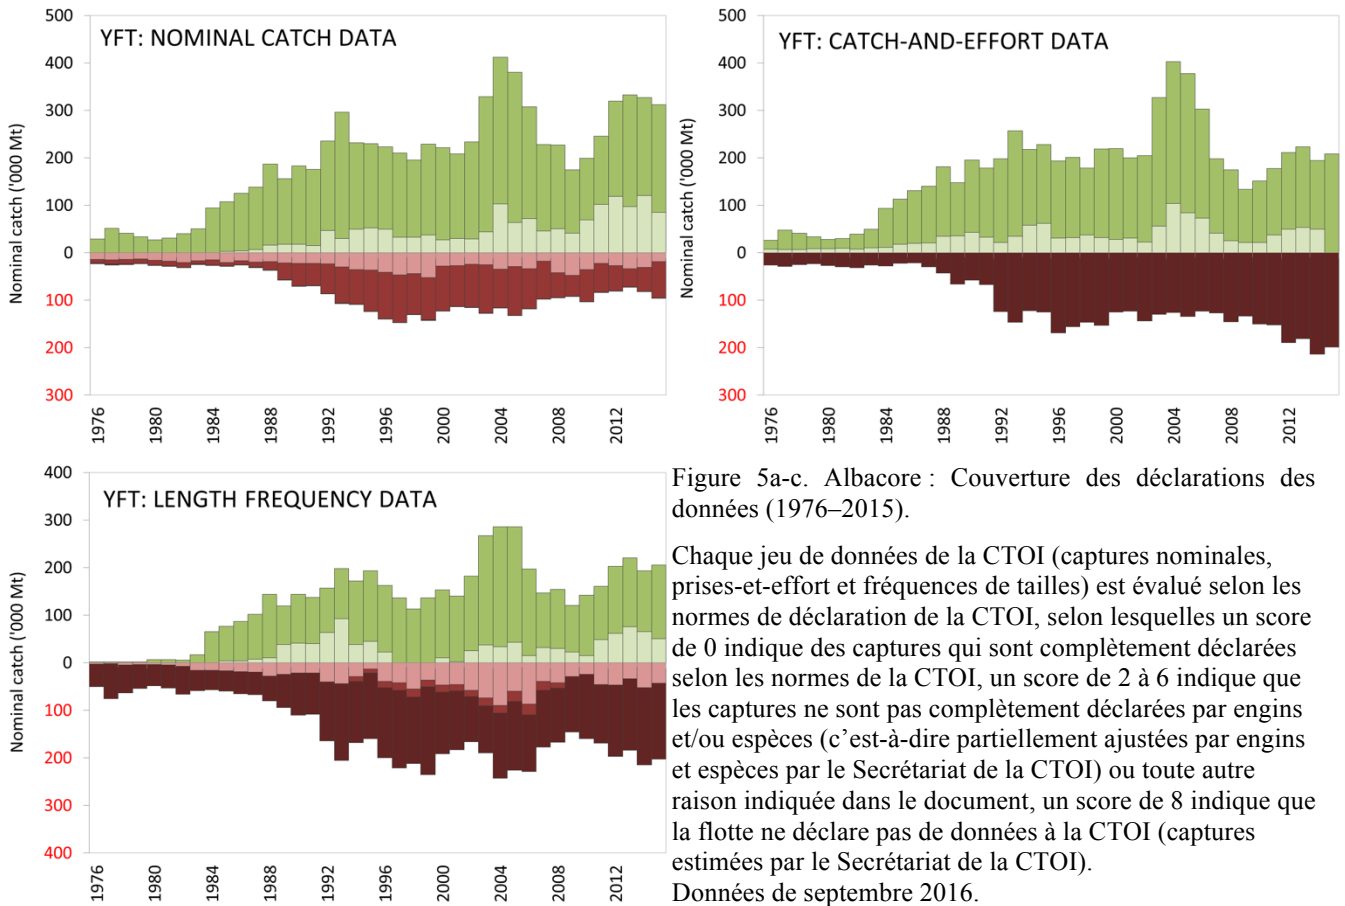 YFT: NOMINAL CATCH DATA
Nominal catch ('000 Mt)
500
400
300
200
100
0
100
200
300
1976
1980
1984
1988
1992
1996
2000
2004
2008
2012
YFT: CATCH-AND-EFFORT DATA
Nominal catch ('000 Mt)
500
400
300
200
100
0
100
200
300
1976
1980
1984
1988
1992
1996
2000
2004
2008
2012
YFT: LENGTH FREQUENCY DATA
Nominal catch ('000 Mt)
400
300
200
100
0
100
200
300
400
1976
1980
1984
1988
1992
1996
2000
2004
2008
2012
Figure 5a-c. Albacore : Couverture des déclarations des
données (1976–2015).
Chaque jeu de données de la CTOI (captures nominales,
prises-et-effort et fréquences de tailles) est évalué selon les
normes de déclaration de la CTOI, selon lesquelles un score
de 0 indique des captures qui sont complètement déclarées
selon les normes de la CTOI, un score de 2 à 6 indique que
les captures ne sont pas complètement déclarées par engins
et/ou espèces (c’est-à-dire partiellement ajustées par engins
et espèces par le Secrétariat de la CTOI) ou toute autre
raison indiquée dans le document, un score de 8 indique que
la flotte ne déclare pas de données à la CTOI (captures
estimées par le Secrétariat de la CTOI).
Données de septembre 2016.